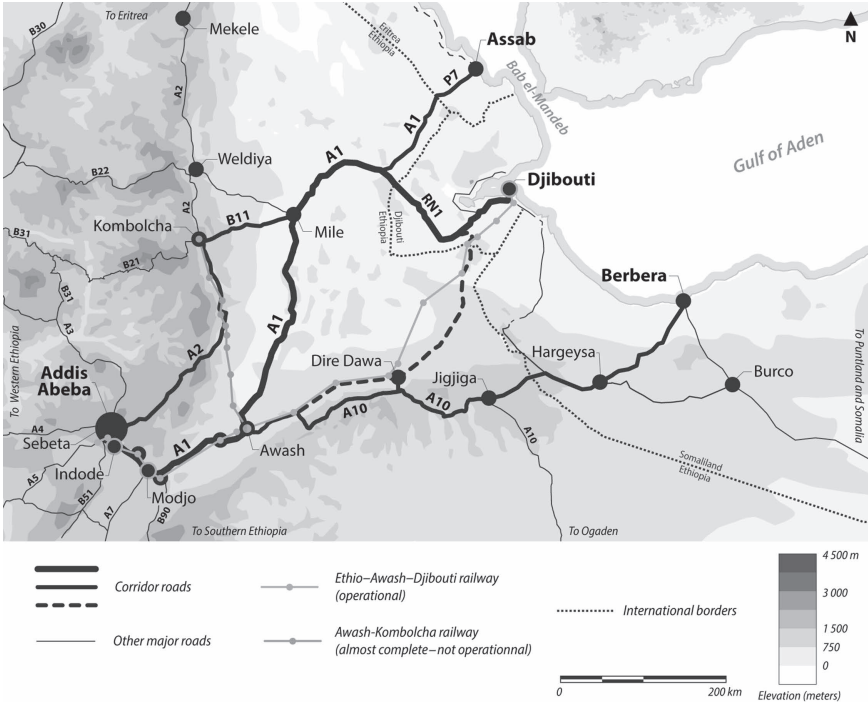 To Eritrea
B30
Mekele
N
Assab
Eritrea
Ethiopia
P7
Bab el-Mandeb
A2
A1
A1
Gulf of Aden
Weldiya
B22
Djibouti
A2
RN1
Djibouti
Ethiopia
Kombolcha
B11
Mile
B31
B21
Berbera
B31
A3
A1
To Western Ethiopia
To Puntland and Somalia
A2
Dire Dawa
Hargeysa
Addis
Abeba
Jigjiga
Burco
A10
A10
A4
Sebeta
A1
Awash
A10
Indode
Somaliland
Ethiopia
A5
B51
Modjo
A7
B90
To Southern Ethiopia
To Ogaden
Corridor roads
Other major roads
Ethio–Awash–Djibouti railway
(operational)
Awash-Kombolcha railway
(almost complete–not operationnal)
International borders
0
200 km
4 500 m
3 000
1 500
750
0
Elevation (meters)